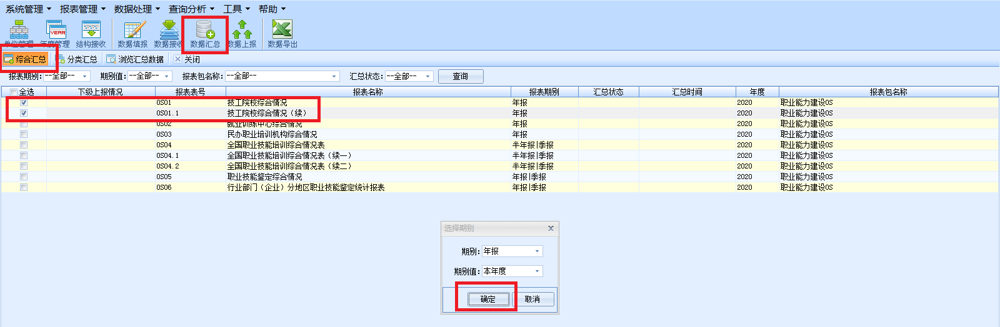 系统管理 报表管理 数据处理 查询分析 工具 帮助
单位管理 年度管理 结构接收 数据填报 数据接收 数据汇总 数据上报 数据导出
综合汇总 分类汇总 浏览汇总数据 关闭
报表期别: --全部-- 期别值: --全部-- 报表包名称: --全部-- 汇总状态: --全部-- 查询
全选 下级上报情况 报表表号 报表名称 报表期别 汇总状态 汇总时间 年度 报表包名称
OS01 技工院校综合情况 年报 2020 职业能力建设OS
OS01.1 技工院校综合情况（续） 年报 2020 职业能力建设OS
OS02 就业训练中心综合情况 年报 2020 职业能力建设OS
OS03 民办职业培训机构综合情况 年报 2020 职业能力建设OS
OS04 全国职业技能培训综合情况表 半年报|季报 2020 职业能力建设OS
OS04.1 全国职业技能培训综合情况表（续一） 半年报|季报 2020 职业能力建设OS
OS04.2 全国职业技能培训综合情况表（续二） 半年报|季报 2020 职业能力建设OS
OS05 职业技能鉴定综合情况 年报|季报 2020 职业能力建设OS
OS06 行业部门（企业）分地区职业技能鉴定统计报表 年报|季报 2020 职业能力建设OS
选择期别
期别: 年报
期别值: 本年度
确定 取消